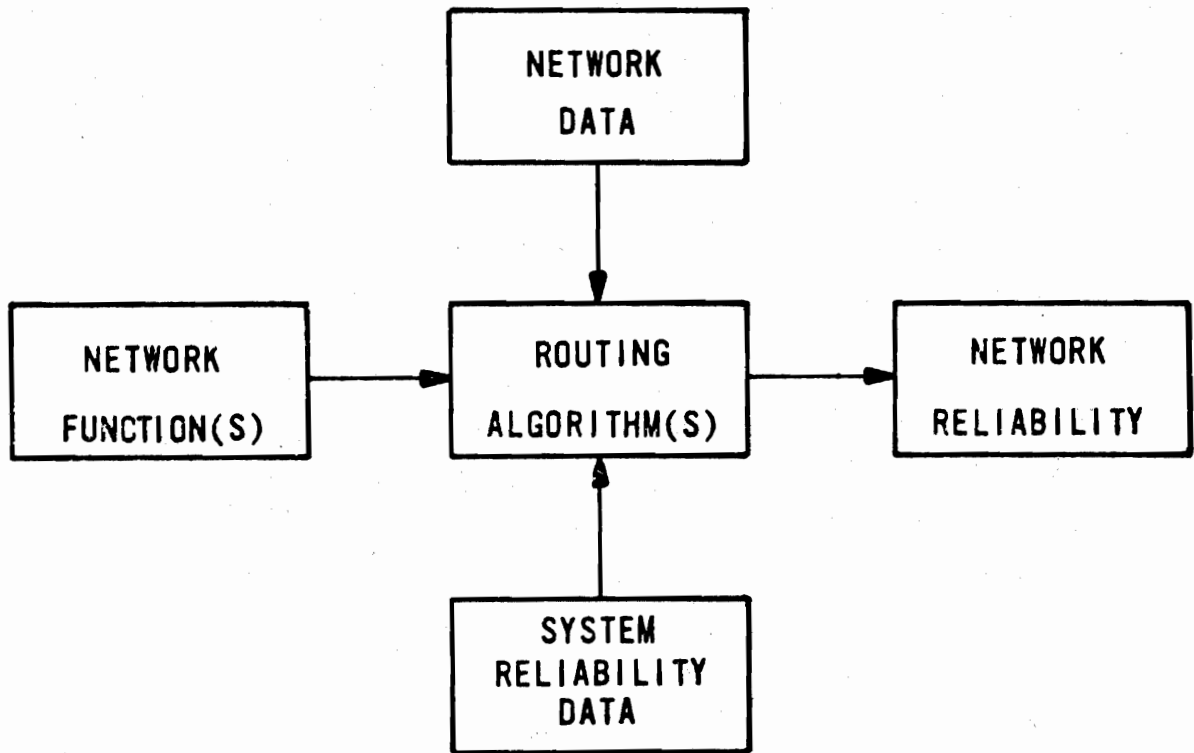 NETWORK
DATA
NETWORK
FUNCTION(S)
ROUTING
ALGORITHM(S)
NETWORK
RELIABILITY
SYSTEM
RELIABILITY
DATA